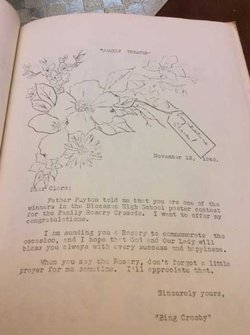 "FAMILY THEATER"
November 12, 1949.
Dear Clara:
Father Peyton told me that you are one of the
winners in the Diocesan High School poster contest
for the Family Rosary Crusade. I want to offer my
congratulations.
I am sending you a Rosary to commemorate the
occasion, and I hope that God and Our Lady will
bless you always with every success and happiness.
When you say the Rosary, don't forget a little
prayer for me sometime. I'll appreciate that.
Sincerely yours,
"Bing Crosby"